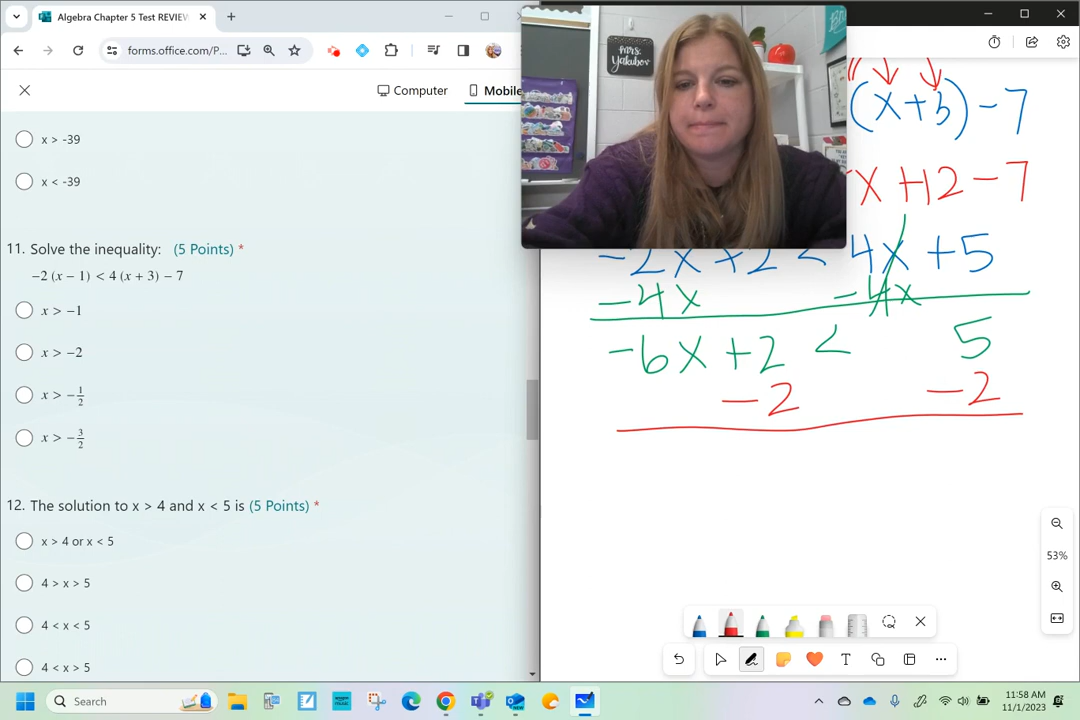 Algebra Chapter 5 Test REVIEW
forms.office.com/P...
Computer
Mobile
x > -39
x < -39
11. Solve the inequality: (5 Points) *
−2 (x − 1) < 4 (x + 3) − 7
x > −1
x > −2
x > − 1/2
x > − 3/2
12. The solution to x > 4 and x < 5 is (5 Points) *
x > 4 or x < 5
4 > x > 5
4 < x < 5
4 < x > 5
Mrs.
Yakubov
(x+3) - 7
x +12 - 7
-2x +2 < 4x +5
-4x -4x
-6x +2 < 5
-2 -2
53%
Search
11:58 AM
11/1/2023